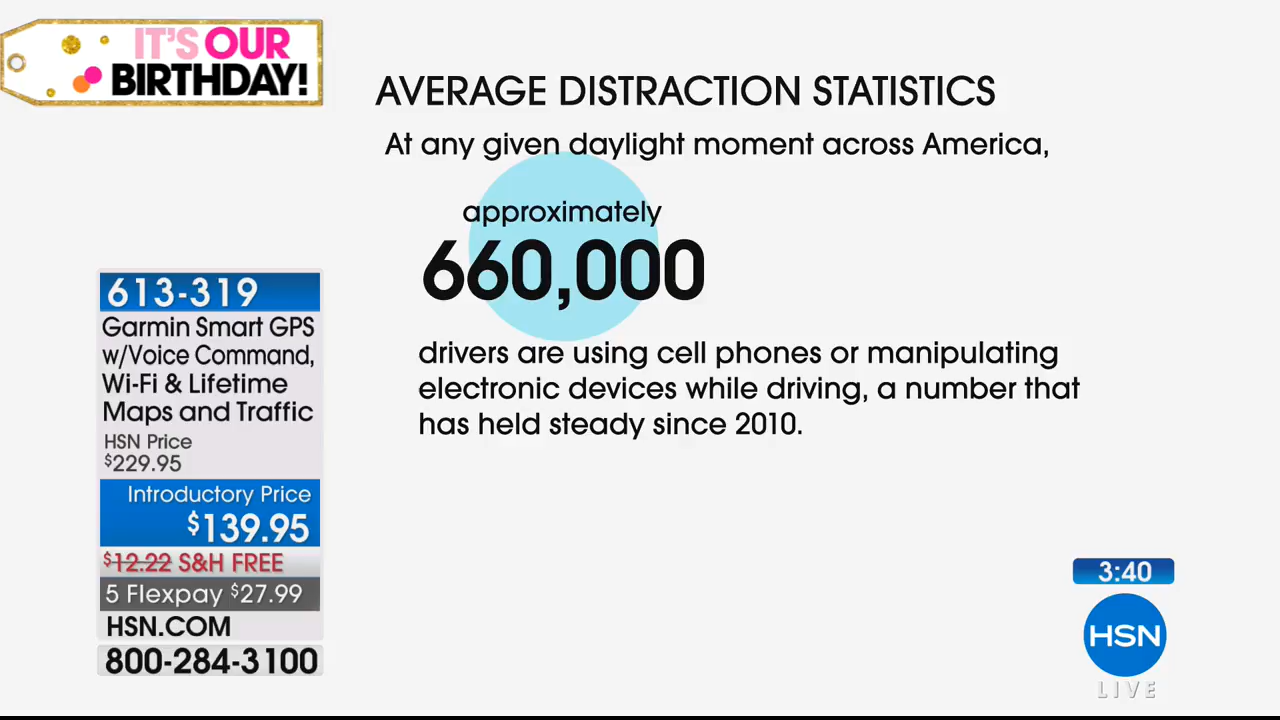 IT'S OUR
BIRTHDAY!
AVERAGE DISTRACTION STATISTICS
At any given daylight moment across America,
approximately
660,000
drivers are using cell phones or manipulating
electronic devices while driving, a number that
has held steady since 2010.
613-319
Garmin Smart GPS
w/Voice Command,
Wi-Fi & Lifetime
Maps and Traffic
HSN Price
$229.95
Introductory Price
$139.95
$12.22 S&H FREE
5 Flexpay $27.99
HSN.COM
800-284-3100
3:40
HSN
LIVE